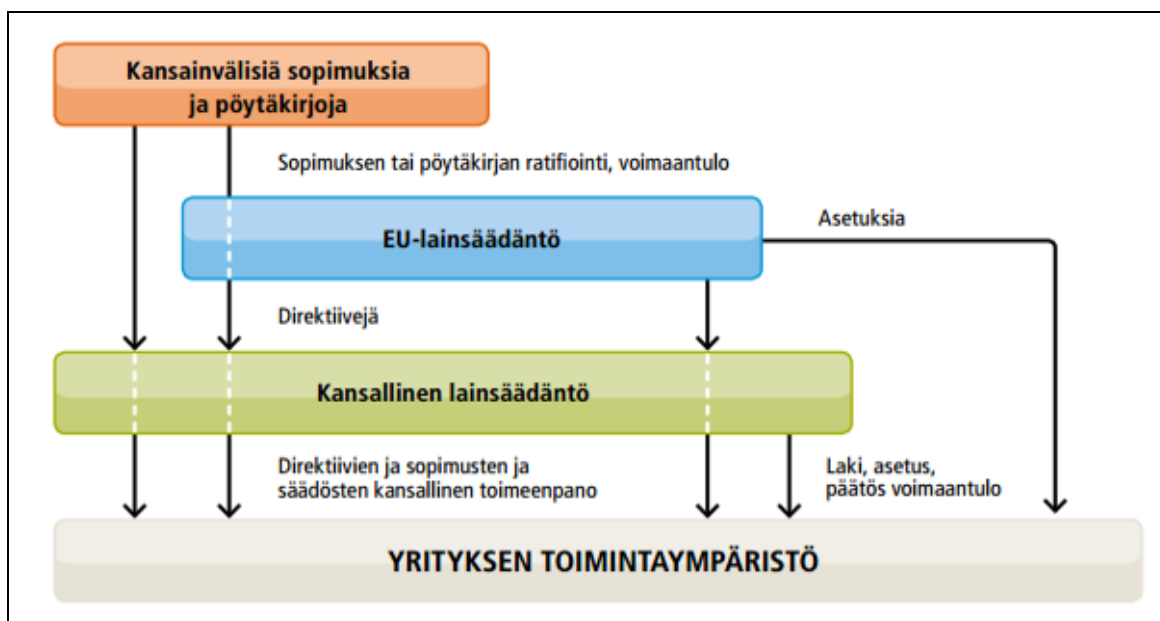 Kansainvälisiä sopimuksia
ja pöytäkirjoja
Sopimuksen tai pöytäkirjan ratifiointi, voimaantulo
EU-lainsäädäntö
Asetuksia
Direktiivejä
Kansallinen lainsäädäntö
Direktiivien ja sopimusten ja
säädösten kansallinen toimeenpano
Laki, asetus,
päätös voimaantulo
YRITYKSEN TOIMINTAYMPÄRISTÖ